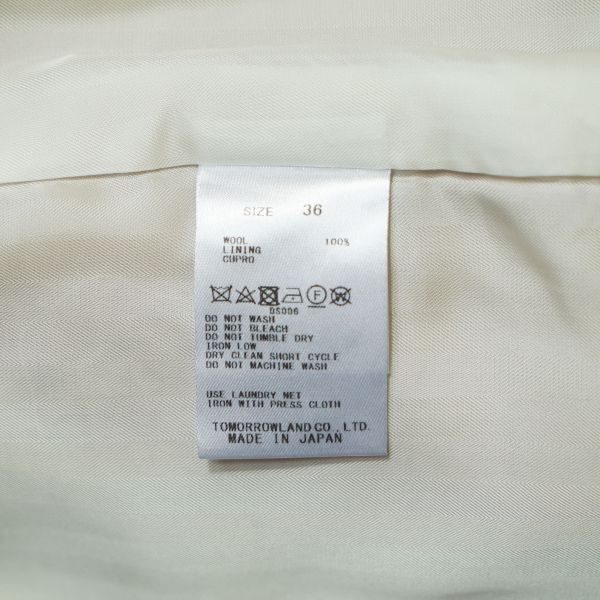 SIZE 36
WOOL 100%
LINING
CUPRO
F W
DS006
DO NOT WASH
DO NOT BLEACH
DO NOT TUMBLE DRY
IRON LOW
DRY CLEAN SHORT CYCLE
DO NOT MACHINE WASH
USE LAUNDRY NET
IRON WITH PRESS CLOTH
TOMORROWLAND CO., LTD.
MADE IN JAPAN